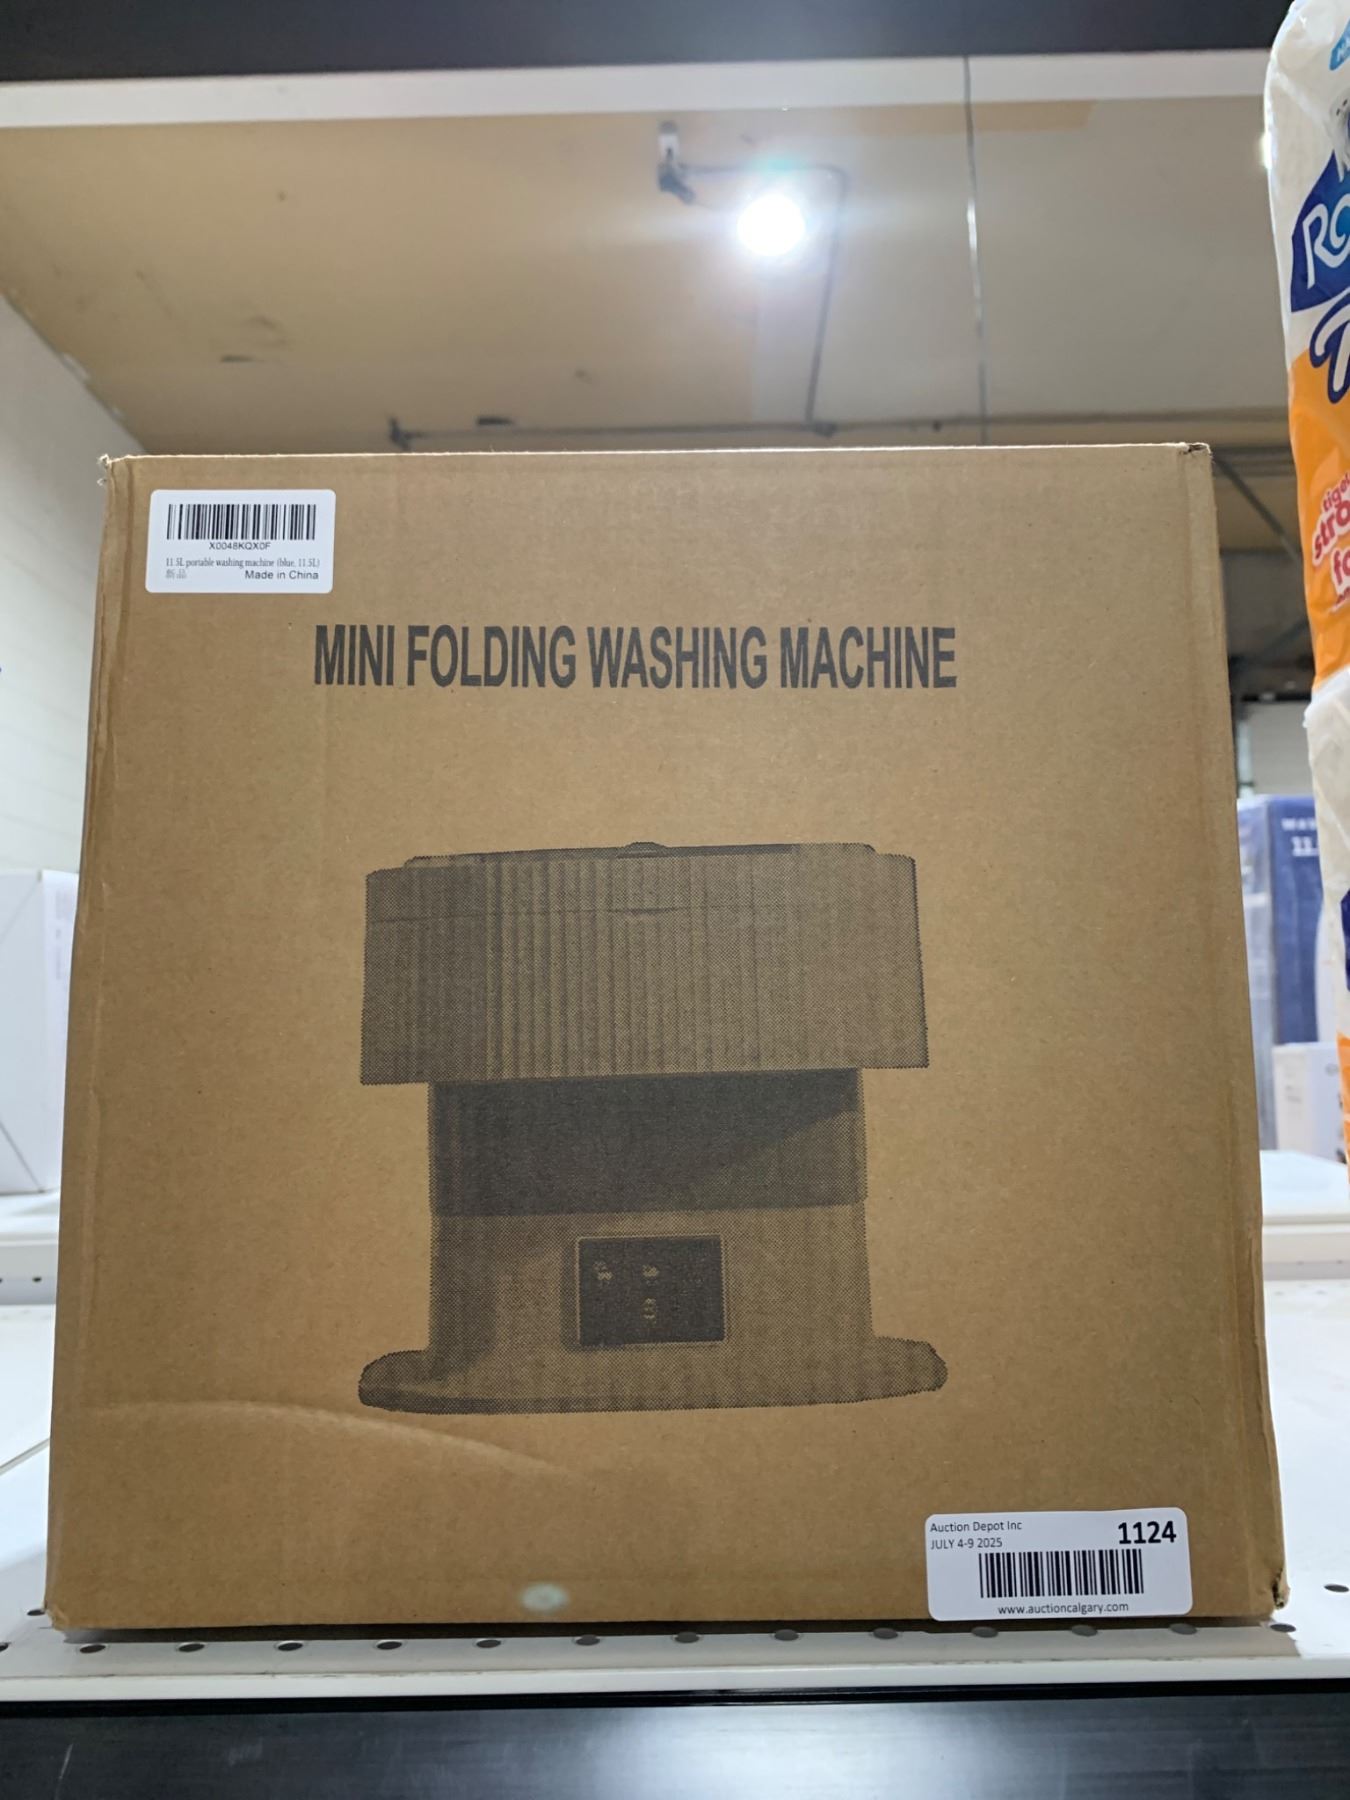 X0048KQX0F
11.5L portable washing machine (blue, 11.5L)
新品
Made in China
MINI FOLDING WASHING MACHINE
Auction Depot Inc
1124
JULY 4-9 2025
www.auctioncalgary.com